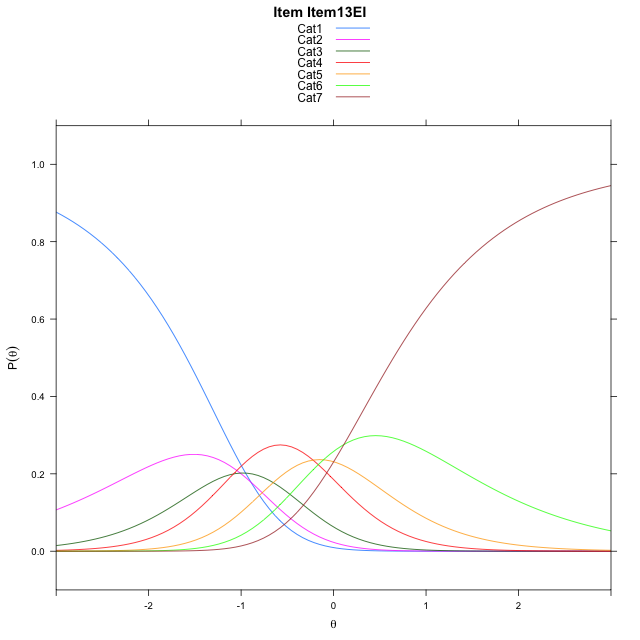 Item Item13EI
Cat1
Cat2
Cat3
Cat4
Cat5
Cat6
Cat7
1.0
0.8
0.6
0.4
0.2
0.0
P(θ)
-2 -1 0 1 2
θ